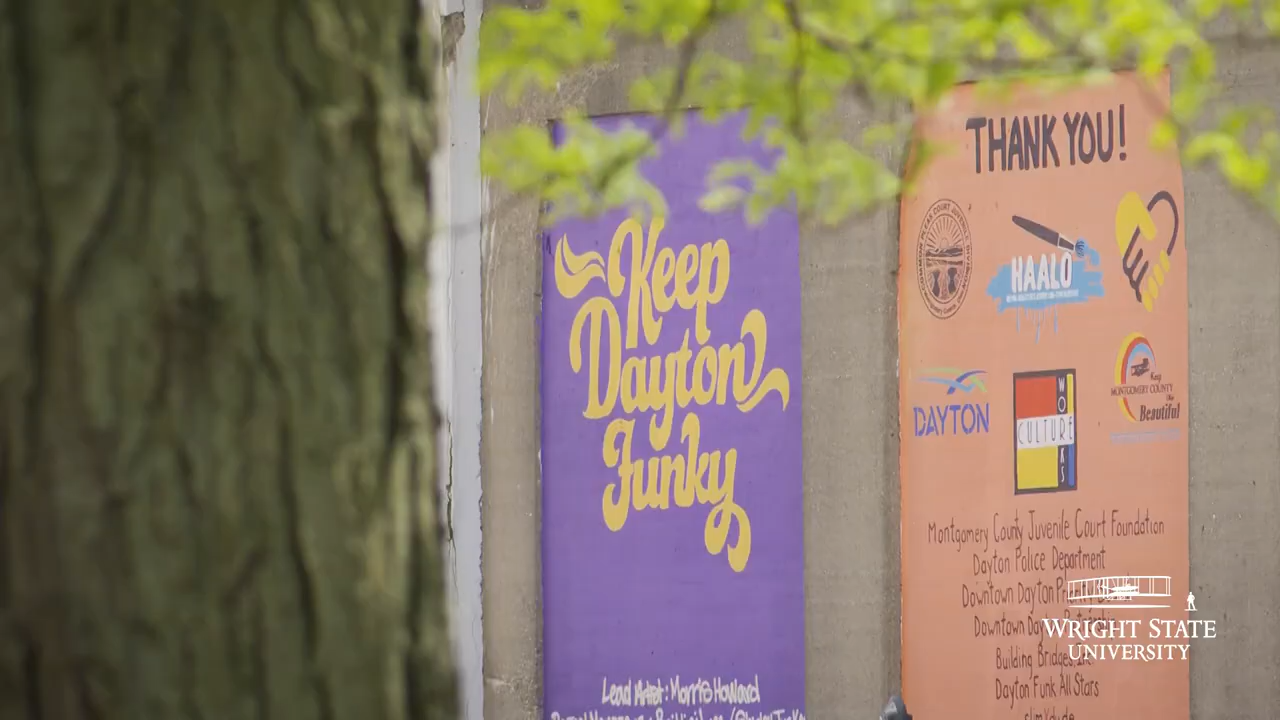 Keep
Dayton
Funky
Lead Artist: Morris Howard
THANK YOU!
HAALO
DAYTON
WORKS
CULTURE
Keep
MONTGOMERY COUNTY
Beautiful
Montgomery County Juvenile Court Foundation
Dayton Police Department
Downtown Dayton
Downtown
Building Bridges, Inc.
Dayton Funk All Stars
WRIGHT STATE
UNIVERSITY